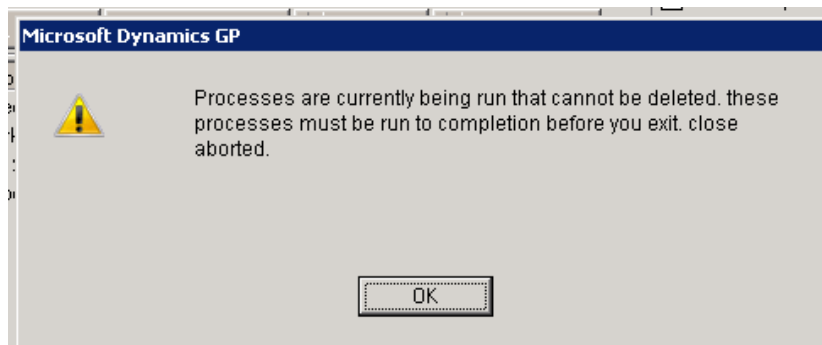 Microsoft Dynamics GP
Processes are currently being run that cannot be deleted. these
processes must be run to completion before you exit. close
aborted.
OK